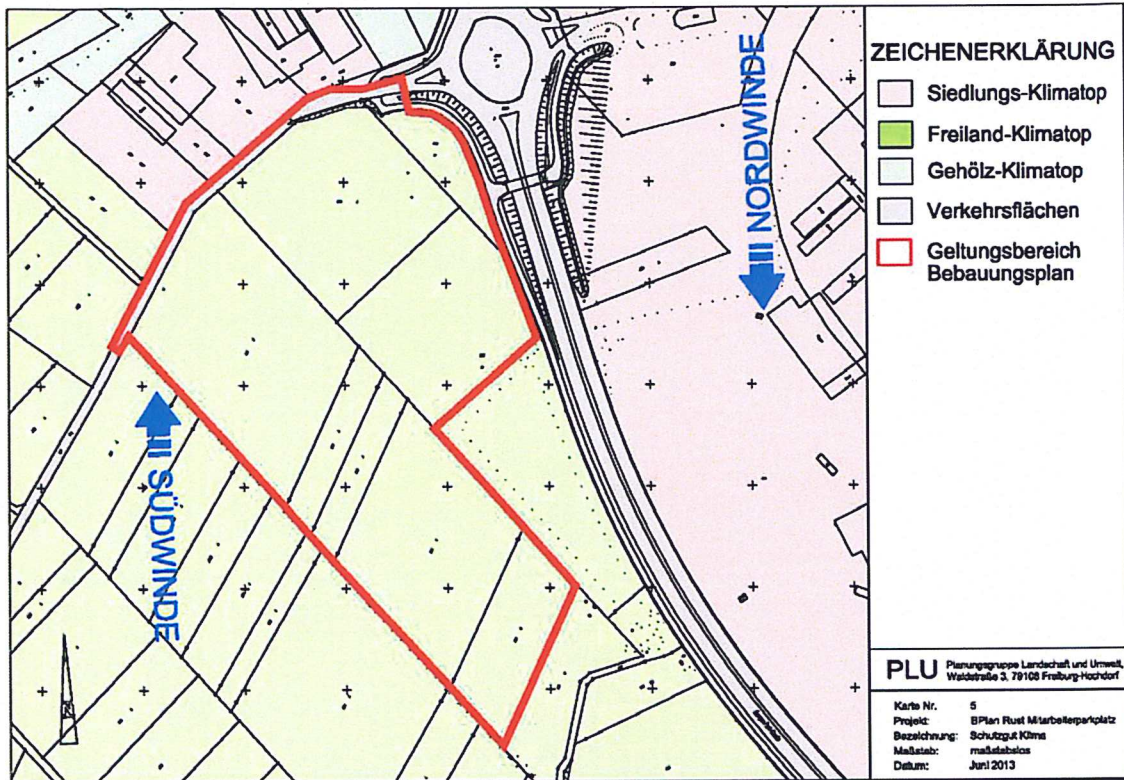 NORDWINDE
SÜDWINDE
ZEICHENERKLÄRUNG
Siedlungs-Klimatop
Freiland-Klimatop
Gehölz-Klimatop
Verkehrsflächen
Geltungsbereich
Bebauungsplan
PLU Planungsgruppe Landschaft und Umwelt,
Waldstraße 3, 79108 Freiburg-Hochdorf
Karte Nr. 5
Projekt: BPlan Rust Mitarbeiterparkplatz
Bezeichnung: Schutzgut Klima
Maßstab: maßstabslos
Datum: Juni 2013